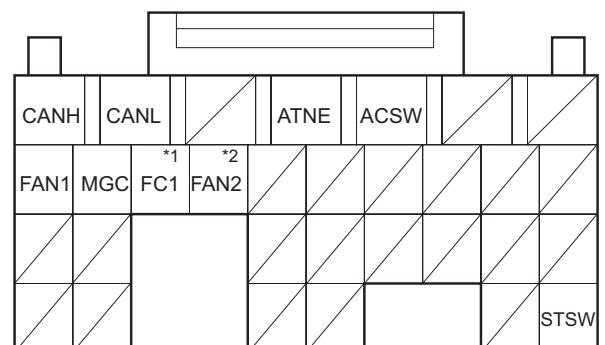 CANH CANL ATNE ACSW
*1 *2
FAN1 MGC FC1 FAN2
STSW